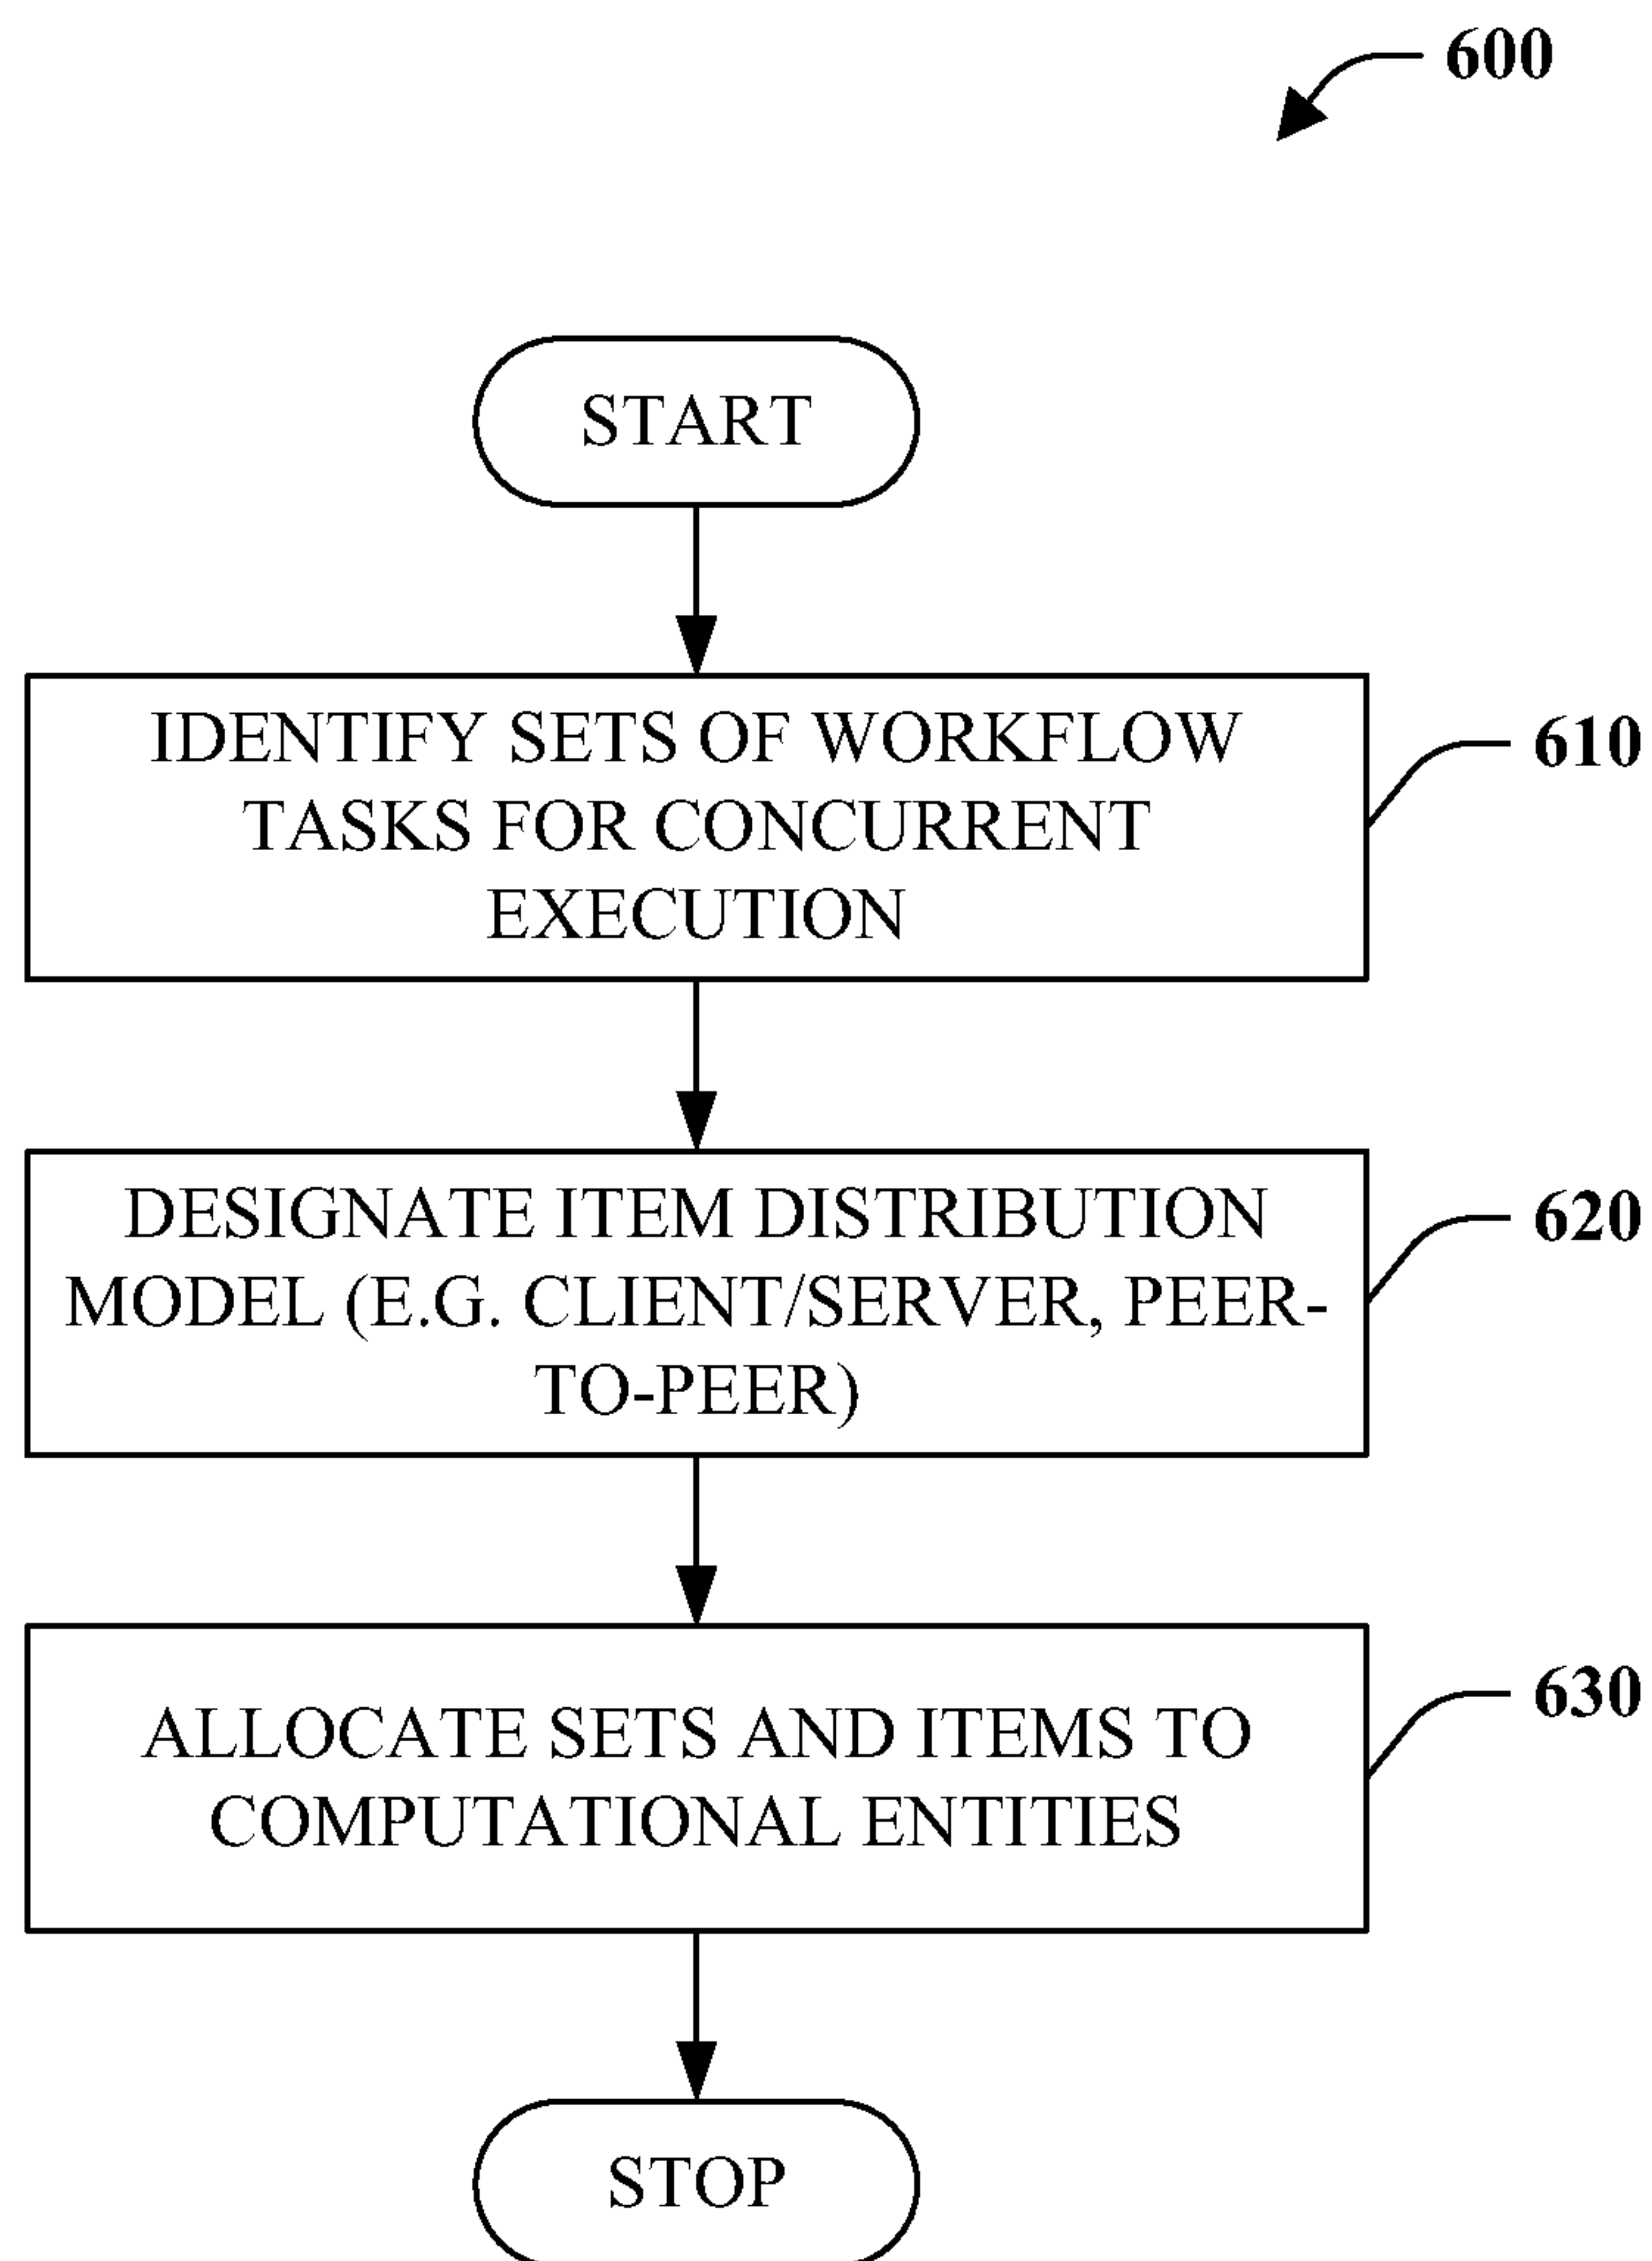 600
START
IDENTIFY SETS OF WORKFLOW
TASKS FOR CONCURRENT
EXECUTION
610
DESIGNATE ITEM DISTRIBUTION
MODEL (E.G. CLIENT/SERVER, PEER-
TO-PEER)
620
ALLOCATE SETS AND ITEMS TO
COMPUTATIONAL ENTITIES
630
STOP